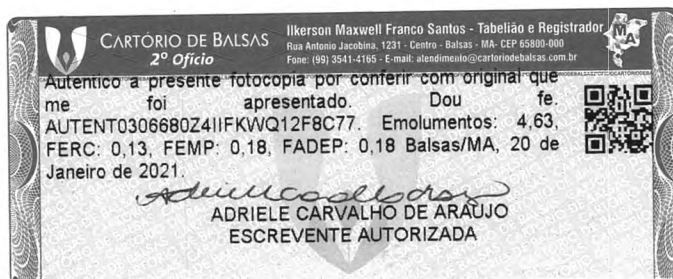 CARTÓRIO DE BALSAS
2º Ofício
Ilkerson Maxwell Franco Santos - Tabelião e Registrador
Rua Antonio Jacobina, 1231 - Centro - Balsas - MA- CEP 65800-000
Fone: (99) 3541-4165 - E-mail: atendimento@cartoriodebalsas.com.br
MA
Autentico a presente fotocopia por conferir com original que
me foi apresentado. Dou fe.
AUTENT0306680Z4IIFKWQ12F8C77. Emolumentos: 4,63,
FERC: 0,13, FEMP: 0,18, FADEP: 0,18 Balsas/MA, 20 de
Janeiro de 2021.
ADRIELE CARVALHO DE ARAUJO
ESCREVENTE AUTORIZADA